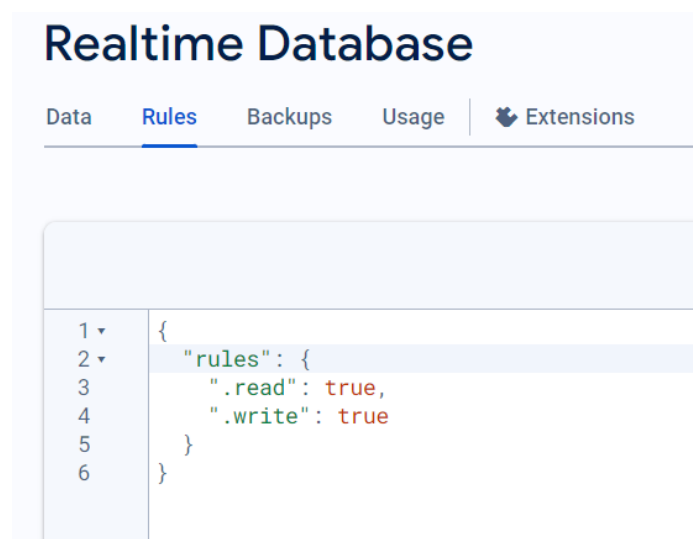 Realtime Database
Data Rules Backups Usage Extensions
1 {
2 "rules": {
3 ".read": true,
4 ".write": true
5 }
6 }